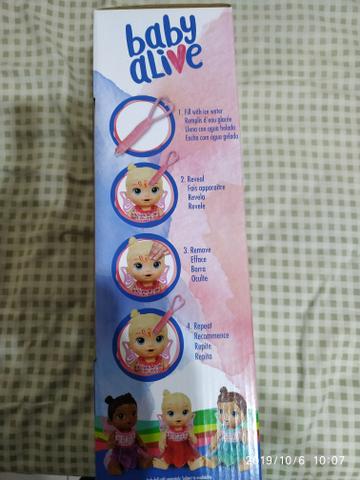 baby
aLive
1. Fill with ice water
Remplis d'eau glacée
Llena con agua helada
Encha com água gelada
2. Reveal
Fais apparaître
Revela
Revele
3. Remove
Efface
Borra
Oculte
4. Repeat
Recommence
Repite
Repita
2019/10/6 10:07